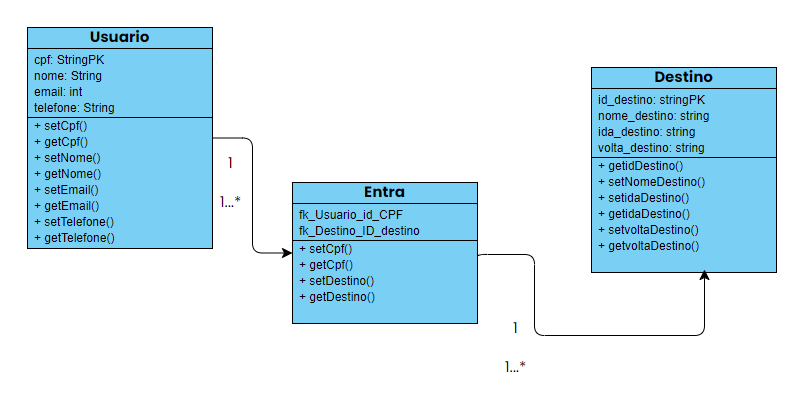 Usuario
cpf: StringPK
nome: String
email: int
telefone: String
+ setCpf()
+ getCpf()
+ setNome()
+ getNome()
+ setEmail()
+ getEmail()
+ setTelefone()
+ getTelefone()
1
1...*
Entra
fk_Usuario_id_CPF
fk_Destino_ID_destino
+ setCpf()
+ getCpf()
+ setDestino()
+ getDestino()
1
1...*
Destino
id_destino: stringPK
nome_destino: string
ida_destino: string
volta_destino: string
+ getidDestino()
+ setNomeDestino()
+ setidaDestino()
+ getidaDestino()
+ setvoltaDestino()
+ getvoltaDestino()